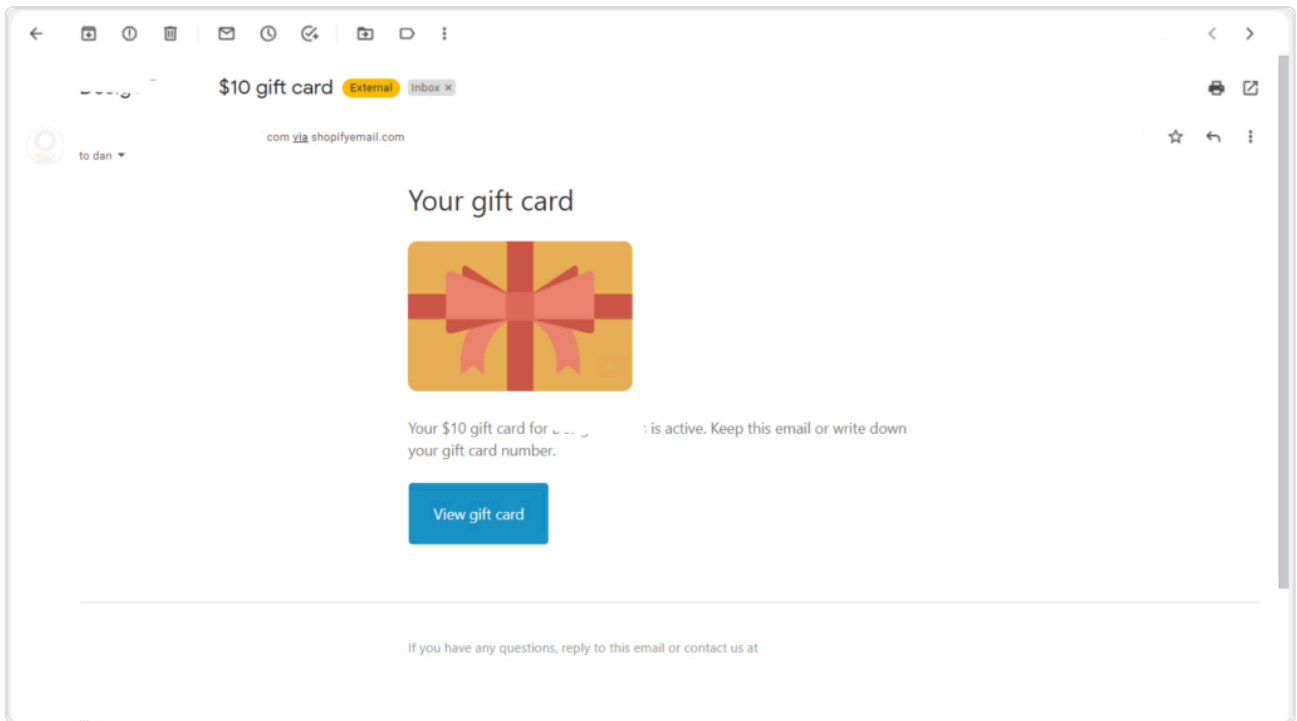 $10 gift card External Inbox ×
com via shopifyemail.com
to dan
Your gift card
Your $10 gift card for is active. Keep this email or write down
your gift card number.
View gift card
If you have any questions, reply to this email or contact us at